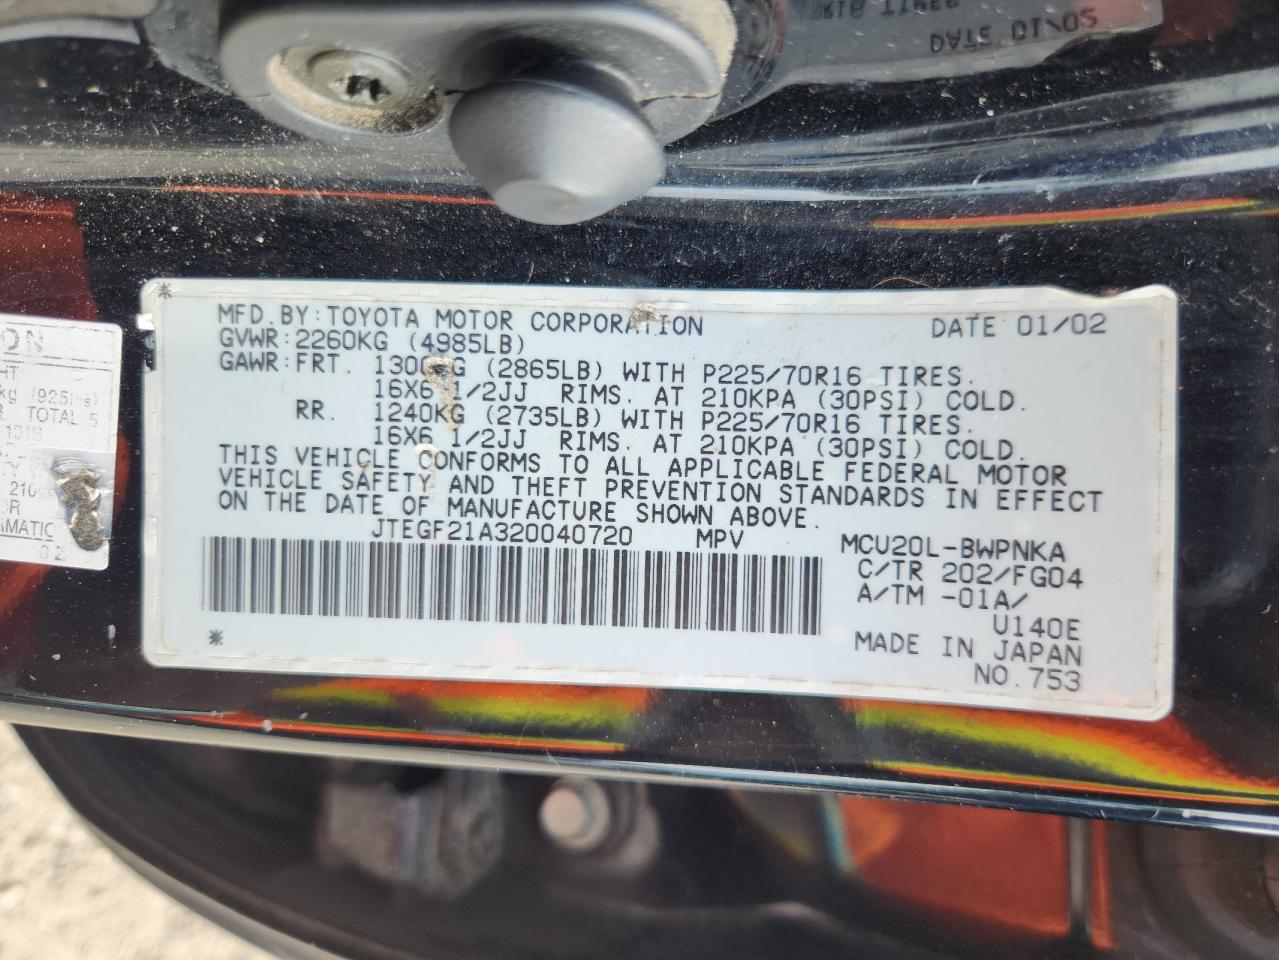 MFD. BY: TOYOTA MOTOR CORPORATION DATE 01/02
GVWR: 2260KG (4985LB)
GAWR: FRT. 1300KG (2865LB) WITH P225/70R16 TIRES.
16X6 1/2JJ RIMS. AT 210KPA (30PSI) COLD.
RR. 1240KG (2735LB) WITH P225/70R16 TIRES.
16X6 1/2JJ RIMS. AT 210KPA (30PSI) COLD.
THIS VEHICLE CONFORMS TO ALL APPLICABLE FEDERAL MOTOR
VEHICLE SAFETY AND THEFT PREVENTION STANDARDS IN EFFECT
ON THE DATE OF MANUFACTURE SHOWN ABOVE.
JTEGF21A320040720 MPV MCU20L-BWPNKA
C/TR 202/FG04
A/TM -01A/
U140E
MADE IN JAPAN
NO. 753
TOTAL 5